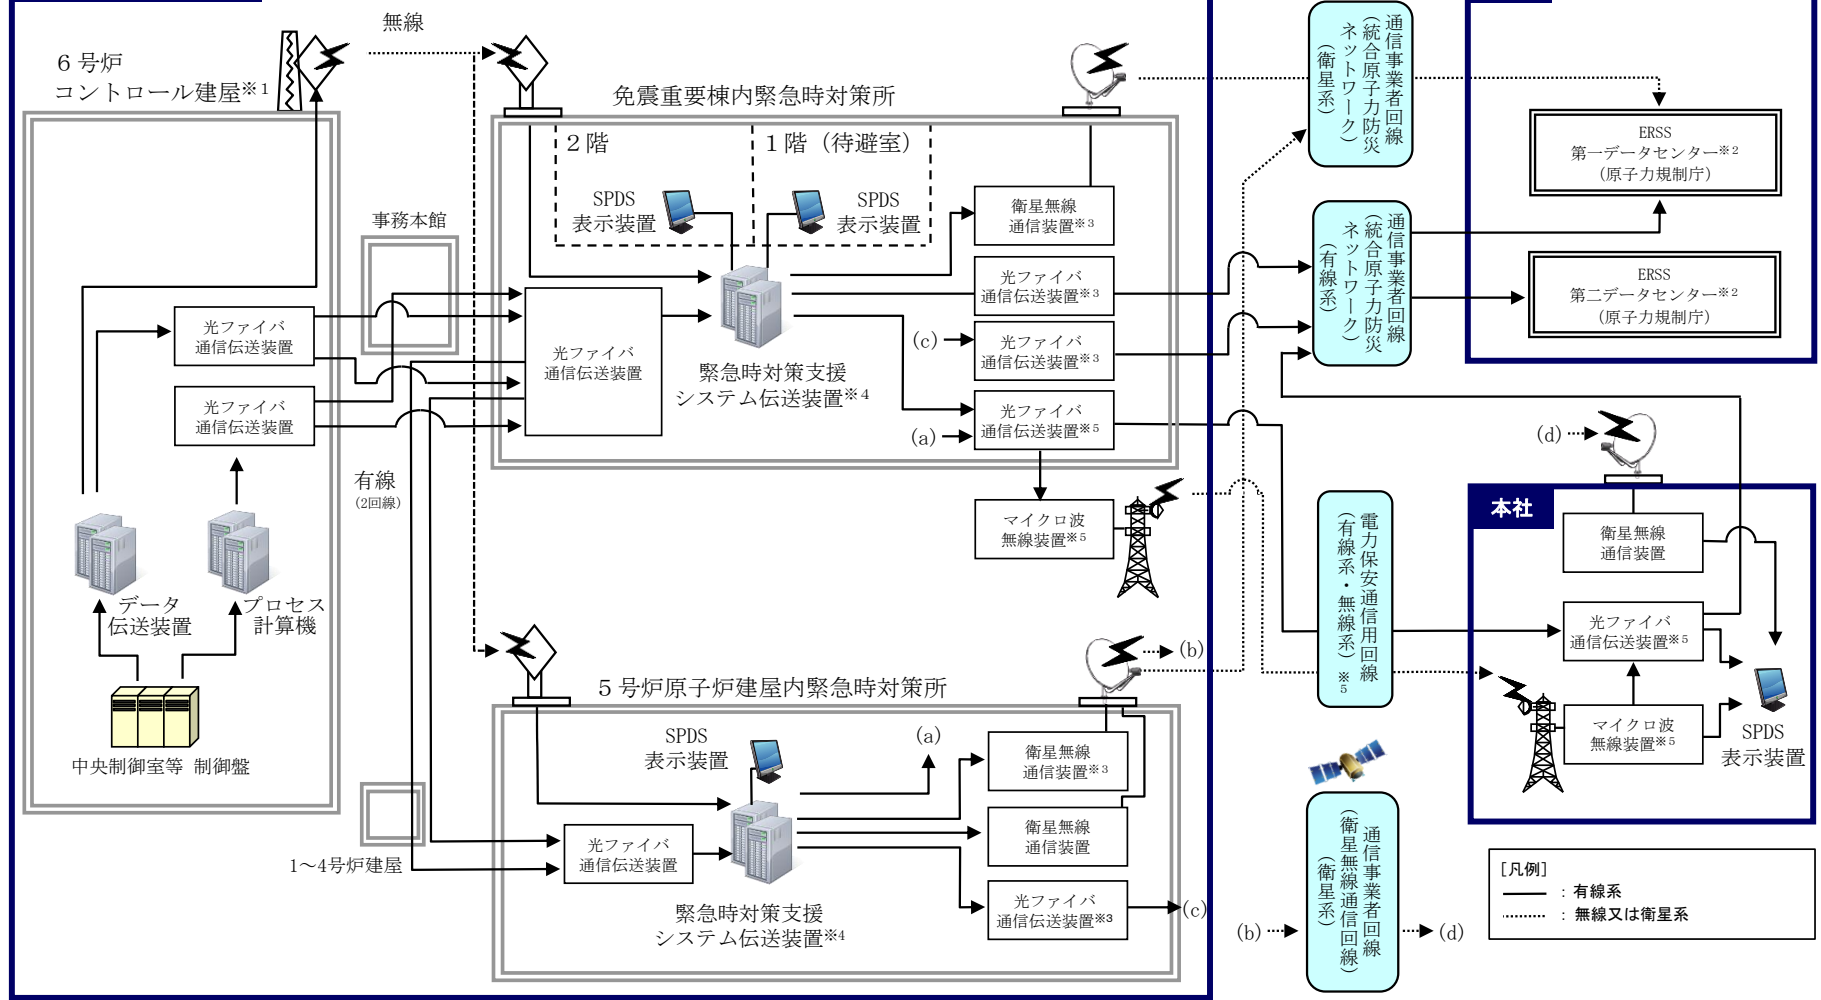 無線
６号炉
コントロール建屋※1
免震重要棟内緊急時対策所
２階
１階（待避室）
SPDS
表示装置
SPDS
表示装置
事務本館
光ファイバ
通信伝送装置
光ファイバ
通信伝送装置
光ファイバ
通信伝送装置
緊急時対策支援
システム伝送装置※4
衛星無線
通信装置※3
光ファイバ
通信伝送装置※3
(c)
光ファイバ
通信伝送装置※3
(a)
光ファイバ
通信伝送装置※5
マイクロ波
無線装置※5
有線
(2回線)
データ
伝送装置
プロセス
計算機
中央制御室等 制御盤
1～4号炉建屋
５号炉原子炉建屋内緊急時対策所
SPDS
表示装置
光ファイバ
通信伝送装置
緊急時対策支援
システム伝送装置※4
(a)
衛星無線
通信装置※3
衛星無線
通信装置
光ファイバ
通信伝送装置※3
(b)
(c)
通信事業者回線
（統合原子力防災
ネットワーク）
（衛星系）
通信事業者回線
（統合原子力防災
ネットワーク）
（有線系）
ERSS
第一データセンター※2
（原子力規制庁）
ERSS
第二データセンター※2
（原子力規制庁）
電力保安通信用回線
（有線系・無線系）※5
(d)
本社
衛星無線
通信装置
光ファイバ
通信伝送装置※5
マイクロ波
無線装置※5
SPDS
表示装置
(b)
通信事業者回線
（衛星無線通信回線）
（衛星系）
(d)
［凡例］
：有線系
：無線又は衛星系